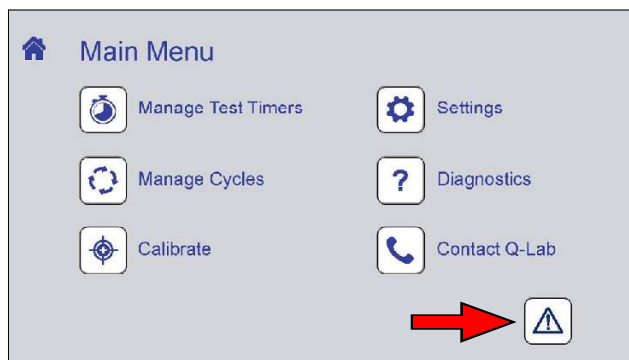 Main Menu
Manage Test Timers
Settings
Manage Cycles
? Diagnostics
Calibrate
Contact Q-Lab